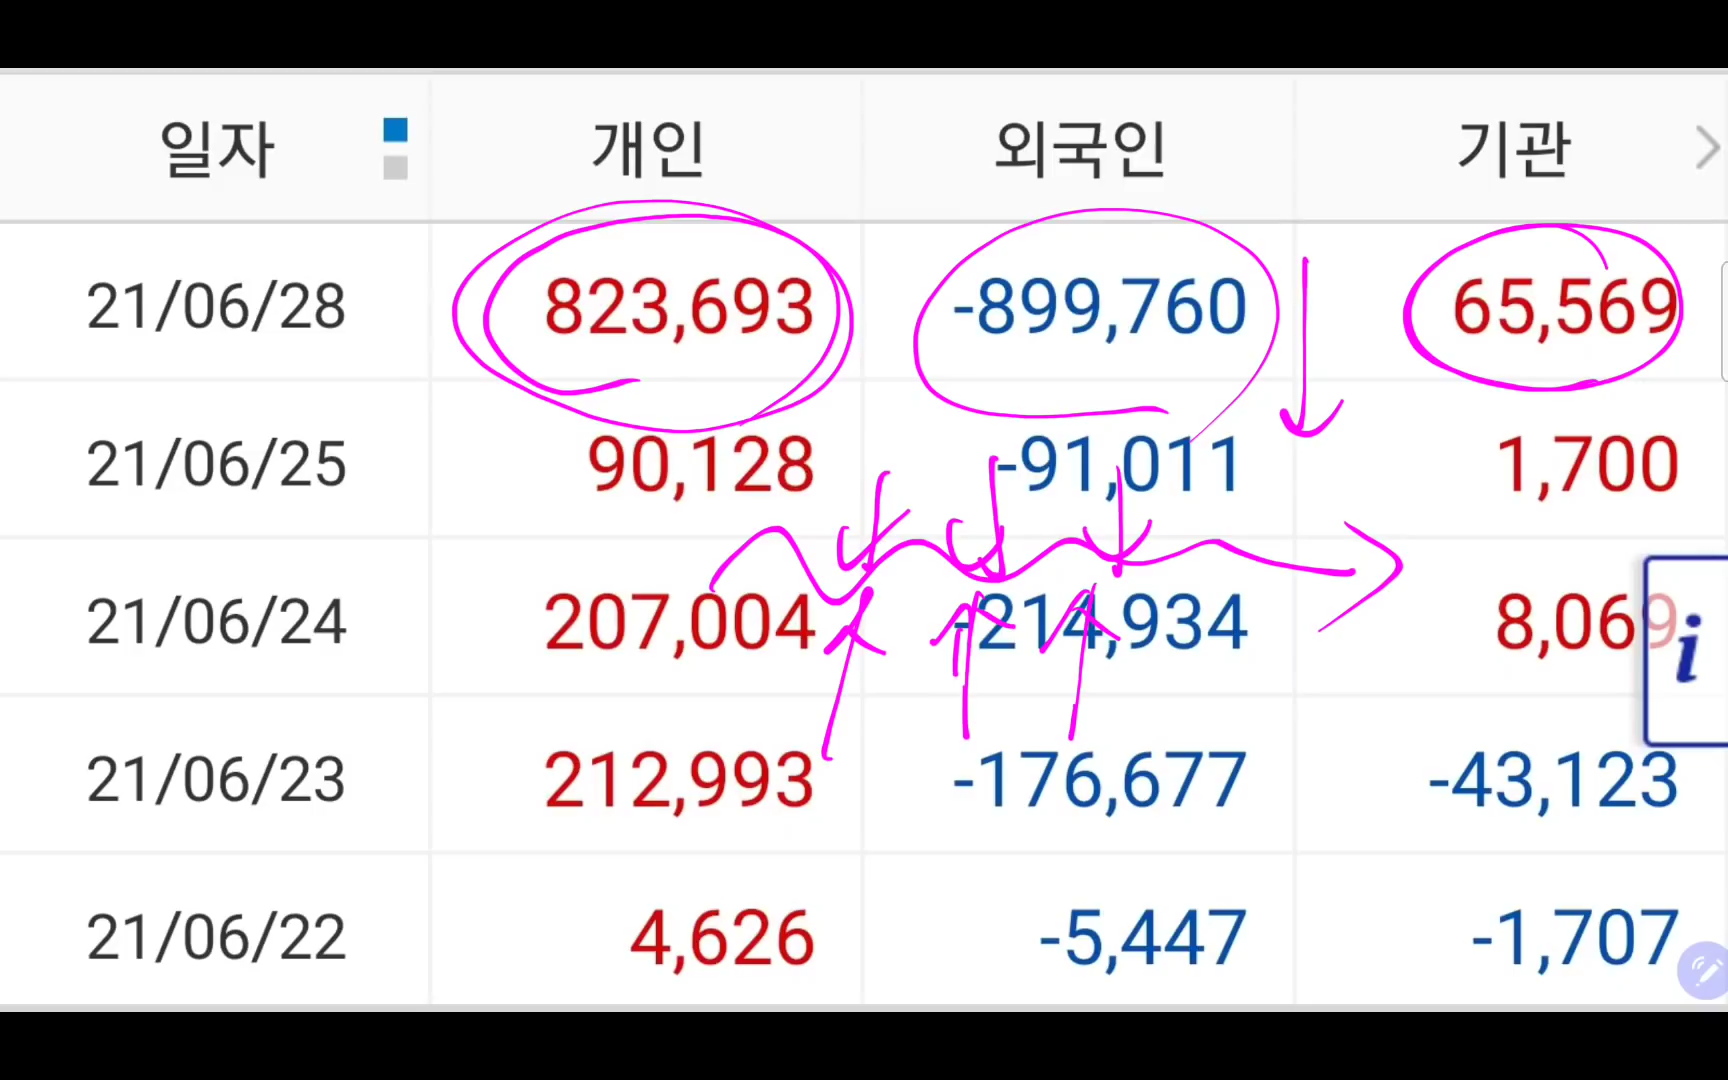 일자 개인 외국인 기관
21/06/28 823,693 -899,760 65,569
21/06/25 90,128 -91,011 1,700
21/06/24 207,004 -214,934 8,069
i
21/06/23 212,993 -176,677 -43,123
21/06/22 4,626 -5,447 -1,707